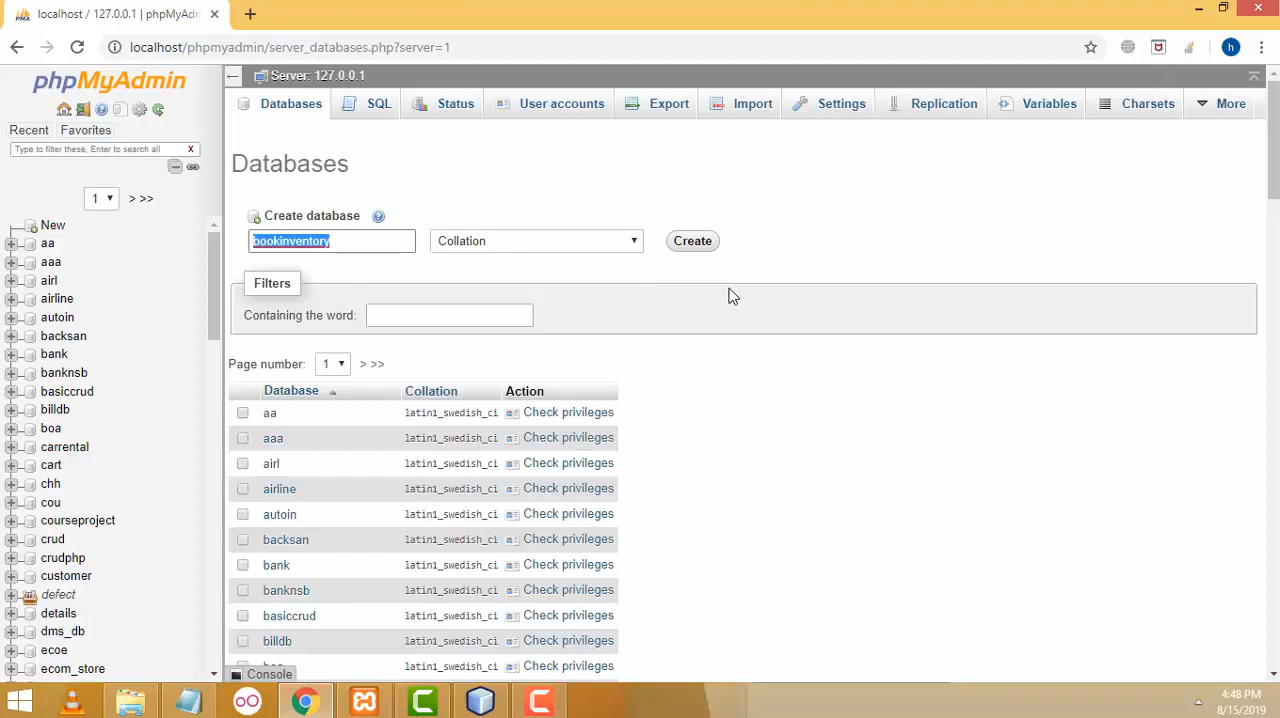 localhost / 127.0.0.1 | phpMyAdn
localhost/phpmyadmin/server_databases.php?server=1
h
phpMyAdmin
Recent
Favorites
Type to filter these, Enter to search all
X
1
> >>
New
aa
aaa
airl
airline
autoin
backsan
bank
banknsb
basiccrud
billdb
boa
carrental
cart
chh
cou
courseproject
crud
crudphp
customer
defect
details
dms_db
ecoe
ecom_store
Server: 127.0.0.1
Databases
SQL
Status
User accounts
Export
Import
Settings
Replication
Variables
Charsets
More
Databases
Create database
bookinventory
Collation
Create
Filters
Containing the word:
Page number:
1
> >>
Database Collation Action
aa latin1_swedish_ci Check privileges
aaa latin1_swedish_ci Check privileges
airl latin1_swedish_ci Check privileges
airline latin1_swedish_ci Check privileges
autoin latin1_swedish_ci Check privileges
backsan latin1_swedish_ci Check privileges
bank latin1_swedish_ci Check privileges
banknsb latin1_swedish_ci Check privileges
basiccrud latin1_swedish_ci Check privileges
billdb latin1_swedish_ci Check privileges
boa latin1_swedish_ci Check privileges
Console
4:48 PM
8/15/2019